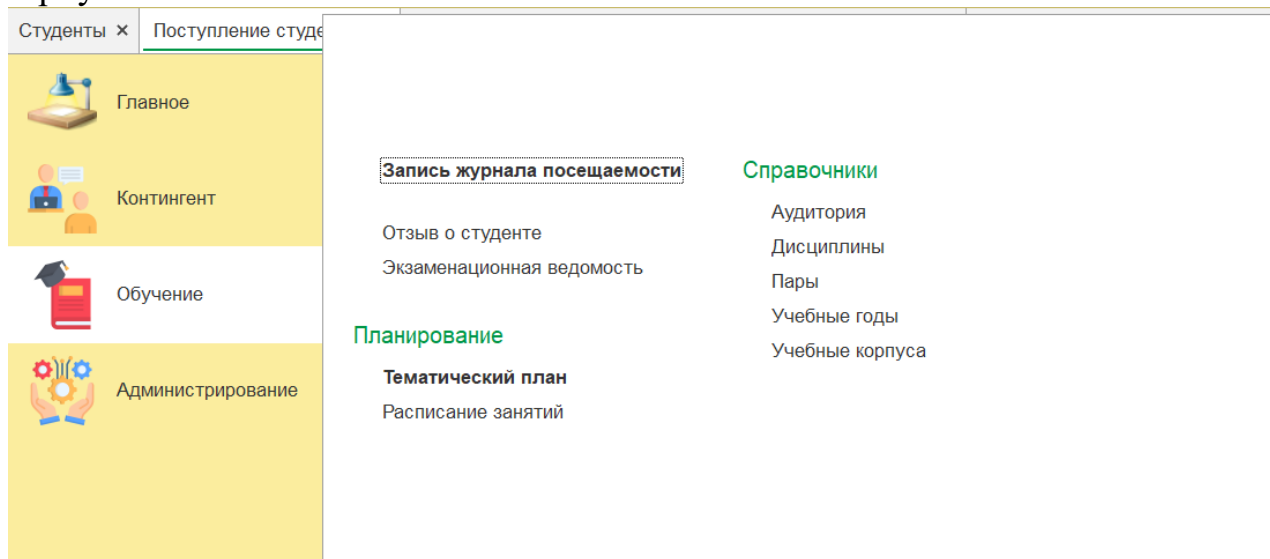 Студенты ×
Поступление студе
Главное
Контингент
Обучение
Администрирование
Запись журнала посещаемости
Отзыв о студенте
Экзаменационная ведомость
Планирование
Тематический план
Расписание занятий
Справочники
Аудитория
Дисциплины
Пары
Учебные годы
Учебные корпуса